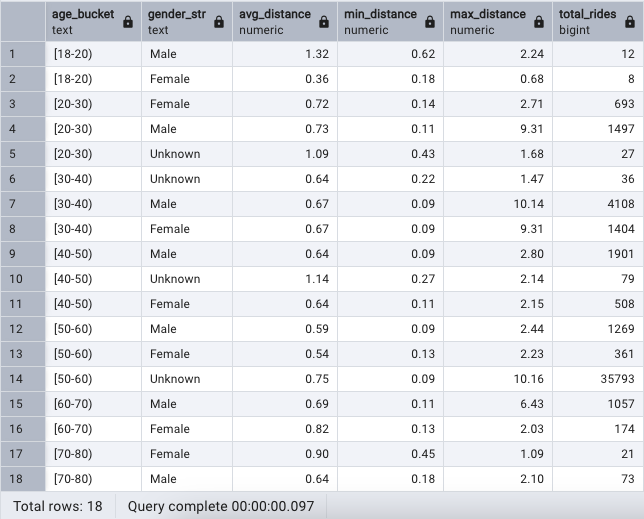 age_bucket gender_str avg_distance min_distance max_distance total_rides
text text numeric numeric numeric bigint
1 [18-20) Male 1.32 0.62 2.24 12
2 [18-20) Female 0.36 0.18 0.68 8
3 [20-30) Female 0.72 0.14 2.71 693
4 [20-30) Male 0.73 0.11 9.31 1497
5 [20-30) Unknown 1.09 0.43 1.68 27
6 [30-40) Unknown 0.64 0.22 1.47 36
7 [30-40) Male 0.67 0.09 10.14 4108
8 [30-40) Female 0.67 0.09 9.31 1404
9 [40-50) Male 0.64 0.09 2.80 1901
10 [40-50) Unknown 1.14 0.27 2.14 79
11 [40-50) Female 0.64 0.11 2.15 508
12 [50-60) Male 0.59 0.09 2.44 1269
13 [50-60) Female 0.54 0.13 2.23 361
14 [50-60) Unknown 0.75 0.09 10.16 35793
15 [60-70) Male 0.69 0.11 6.43 1057
16 [60-70) Female 0.82 0.13 2.03 174
17 [70-80) Female 0.90 0.45 1.09 21
18 [70-80) Male 0.64 0.18 2.10 73
Total rows: 18 Query complete 00:00:00.097